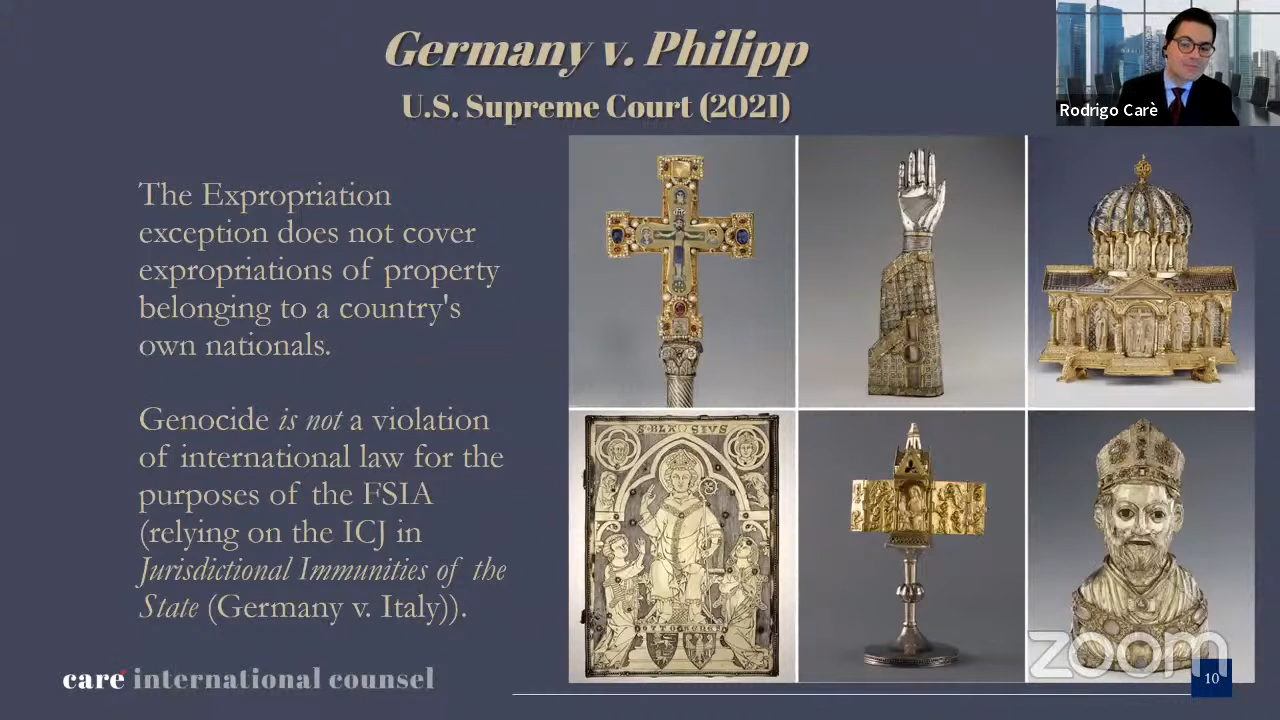 Germany v. Philipp
U.S. Supreme Court (2021)
Rodrigo Carè
The Expropriation
exception does not cover
expropriations of property
belonging to a country's
own nationals.
Genocide is not a violation
of international law for the
purposes of the FSIA
(relying on the ICJ in
Jurisdictional Immunities of the
State (Germany v. Italy)).
S·BLASIVS
care international counsel
zoom
10